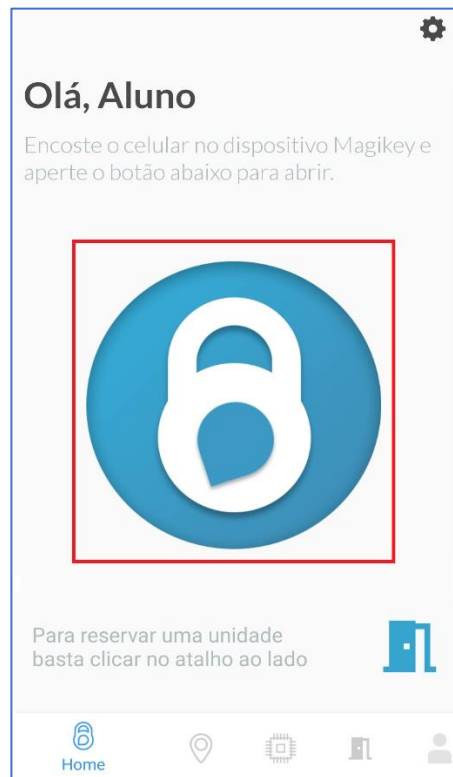 Olá, Aluno
Encoste o celular no dispositivo Magikey e
aperte o botão abaixo para abrir.
Para reservar uma unidade
basta clicar no atalho ao lado
Home